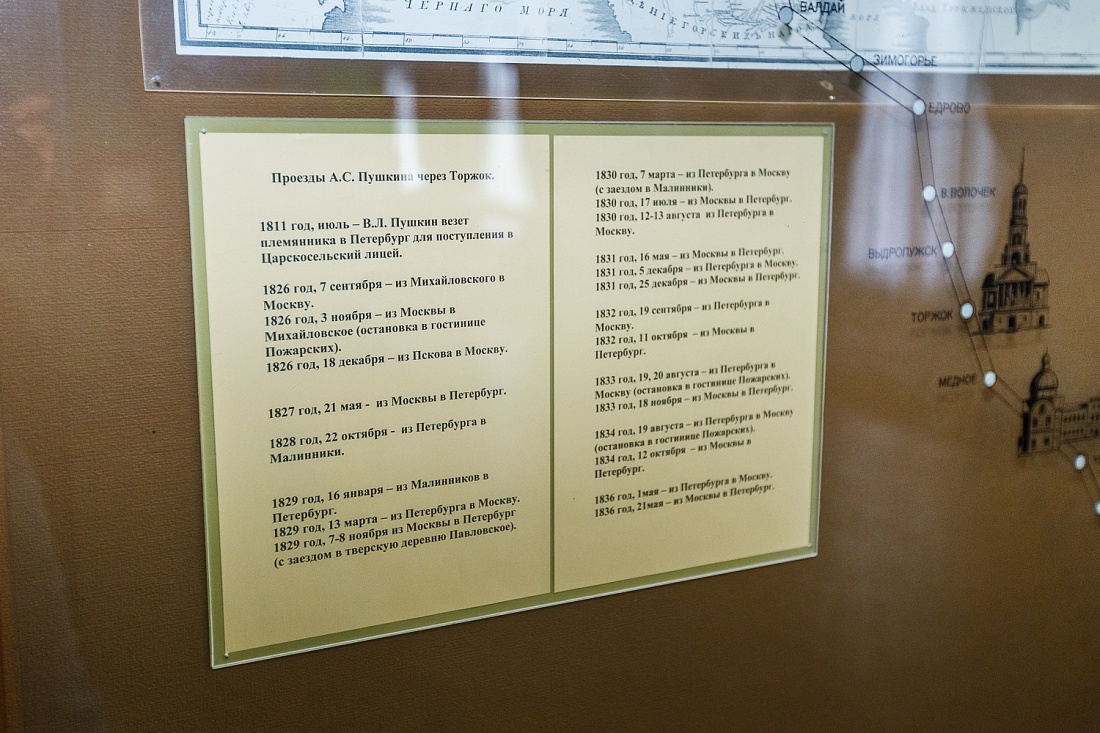 ЧЕРНАГО МОРЯ
ВАЛДАЙ
ЗИМОГОРЬЕ
ЕДРОВО
В.ВОЛОЧЕК
ВЫДРОПУЖСК
ТОРЖОК
МЕДНОЕ
Проезды А.С. Пушкина через Торжок.
1811 год, июль – В.Л. Пушкин везет
племянника в Петербург для поступления в
Царскосельский лицей.
1826 год, 7 сентября – из Михайловского в
Москву.
1826 год, 3 ноября – из Москвы в
Михайловское (остановка в гостинице
Пожарских).
1826 год, 18 декабря – из Пскова в Москву.
1827 год, 21 мая - из Москвы в Петербург.
1828 год, 22 октября - из Петербурга в
Малинники.
1829 год, 16 января – из Малинников в
Петербург.
1829 год, 13 марта – из Петербурга в Москву.
1829 год, 7-8 ноября из Москвы в Петербург
(с заездом в тверскую деревню Павловское).
1830 год, 7 марта – из Петербурга в Москву
(с заездом в Малинники).
1830 год, 17 июля – из Москвы в Петербург.
1830 год, 12-13 августа из Петербурга в
Москву.
1831 год, 16 мая – из Москвы в Петербург.
1831 год, 5 декабря – из Петербурга в Москву.
1831 год, 25 декабря – из Москвы в Петербург.
1832 год, 19 сентября – из Петербурга в
Москву.
1832 год, 11 октября – из Москвы в
Петербург.
1833 год, 19, 20 августа – из Петербурга в
Москву (остановка в гостинице Пожарских).
1833 год, 18 ноября – из Москвы в Петербург.
1834 год, 19 августа – из Петербурга в Москву
(остановка в гостинице Пожарских).
1834 год, 12 октября – из Москвы в
Петербург.
1836 год, 1мая – из Петербурга в Москву.
1836 год, 21мая – из Москвы в Петербург.